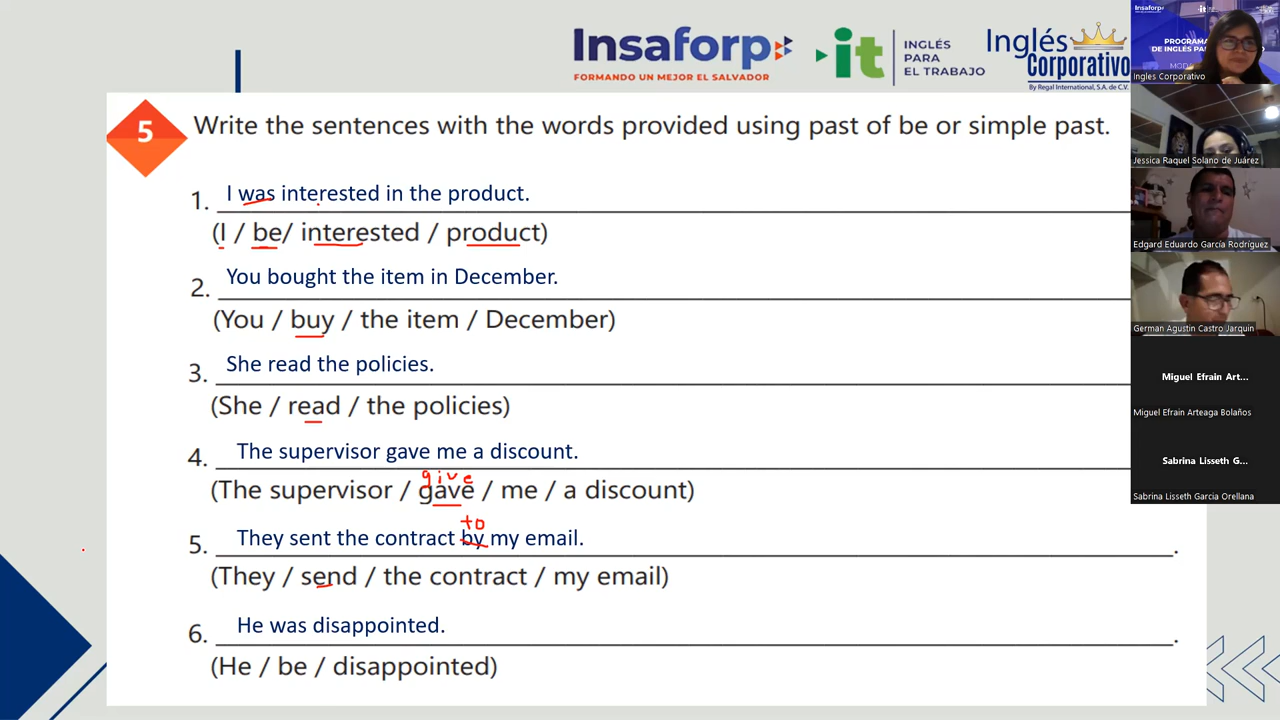 Insaforp
FORMANDO UN MEJOR EL SALVADOR
it
INGLÉS
PARA
EL TRABAJO
Inglés
Corporativo
By Regal International, S.A. de C.V.
5
Write the sentences with the words provided using past of be or simple past.
1. I was interested in the product.
(I / be/ interested / product)
2. You bought the item in December.
(You / buy / the item / December)
3. She read the policies.
(She / read / the policies)
4. The supervisor gave me a discount.
give
(The supervisor / gave / me / a discount)
to
5. They sent the contract by my email.
(They / send / the contract / my email)
6. He was disappointed.
(He / be / disappointed)
Insaforp
it
PROGRAMA
DE INGLÉS PA
Ingles Corporativo
Jessica Raquel Solano de Juárez
Edgard Eduardo García Rodríguez
German Agustin Castro Jarquin
Miguel Efrain Art...
Miguel Efrain Arteaga Bolaños
Sabrina Lisseth G...
Sabrina Lisseth Garcia Orellana